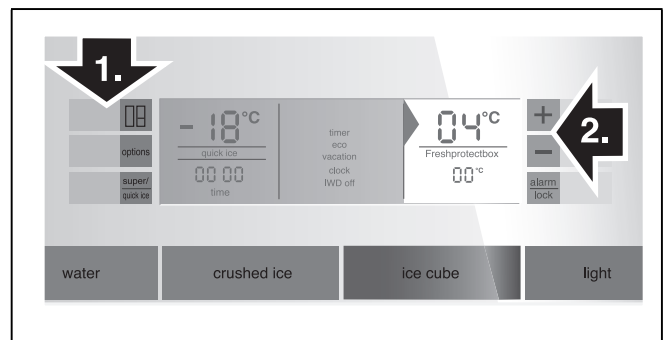 1.
- 18°C
quick ice
00 00
time
timer
eco
vacation
clock
IWD off
04°C
Freshprotectbox
00°C
options
super/
quick ice
+
-
alarm
lock
2.
water
crushed ice
ice cube
light